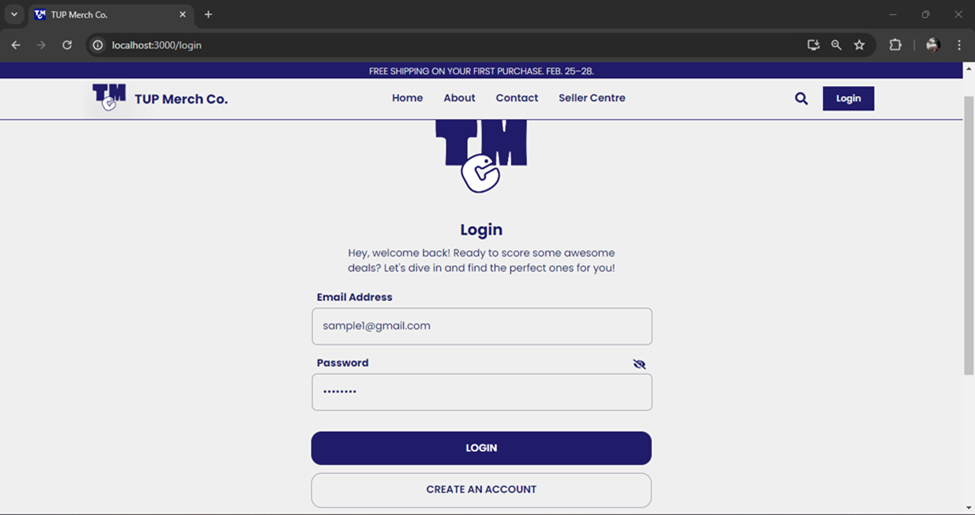 TUP Merch Co.
localhost:3000/login
FREE SHIPPING ON YOUR FIRST PURCHASE. FEB. 25–28.
TM C TUP Merch Co. Home About Contact Seller Centre Login
TM
C
Login
Hey, welcome back! Ready to score some awesome
deals? Let's dive in and find the perfect ones for you!
Email Address
sample1@gmail.com
Password
••••••••
LOGIN
CREATE AN ACCOUNT